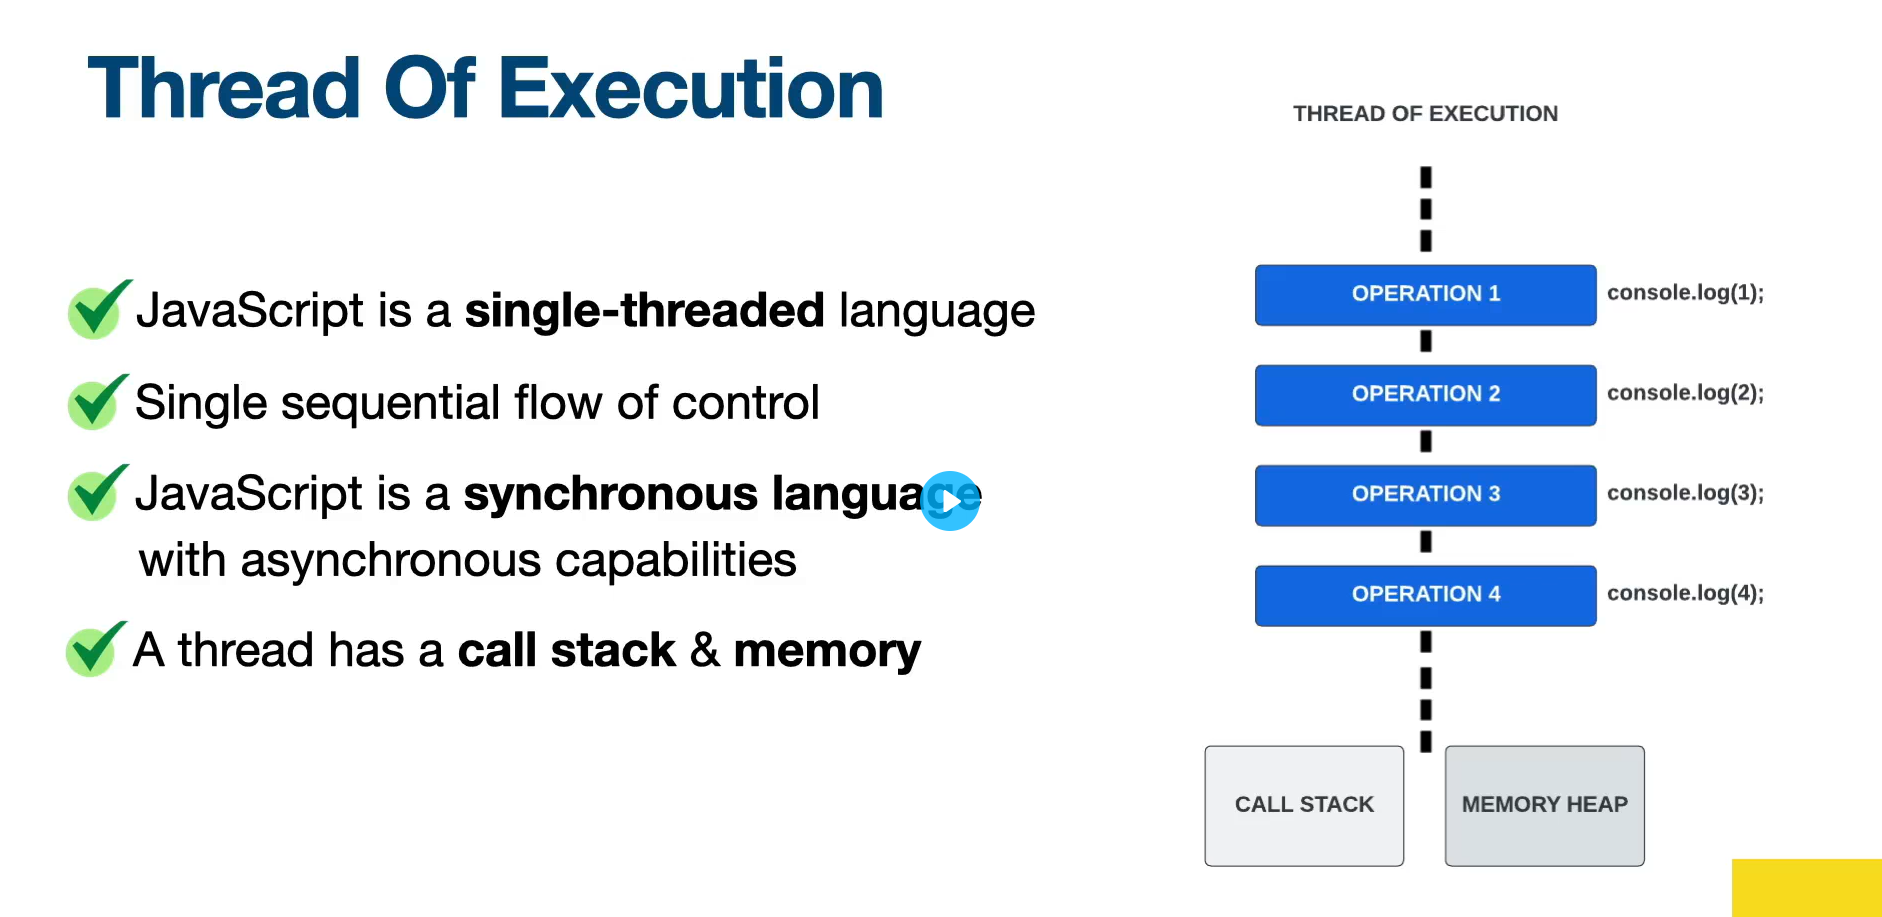 Thread Of Execution
JavaScript is a single-threaded language
Single sequential flow of control
JavaScript is a synchronous language
with asynchronous capabilities
A thread has a call stack & memory
THREAD OF EXECUTION
OPERATION 1 console.log(1);
OPERATION 2 console.log(2);
OPERATION 3 console.log(3);
OPERATION 4 console.log(4);
CALL STACK
MEMORY HEAP